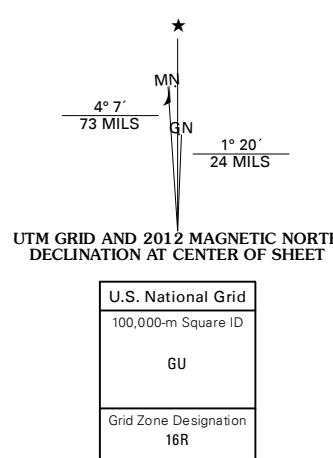 ★
MN
4° 7´
73 MILS
GN
1° 20´
24 MILS
UTM GRID AND 2012 MAGNETIC NORTH
DECLINATION AT CENTER OF SHEET
U.S. National Grid
100,000-m Square ID
GU
Grid Zone Designation
16R